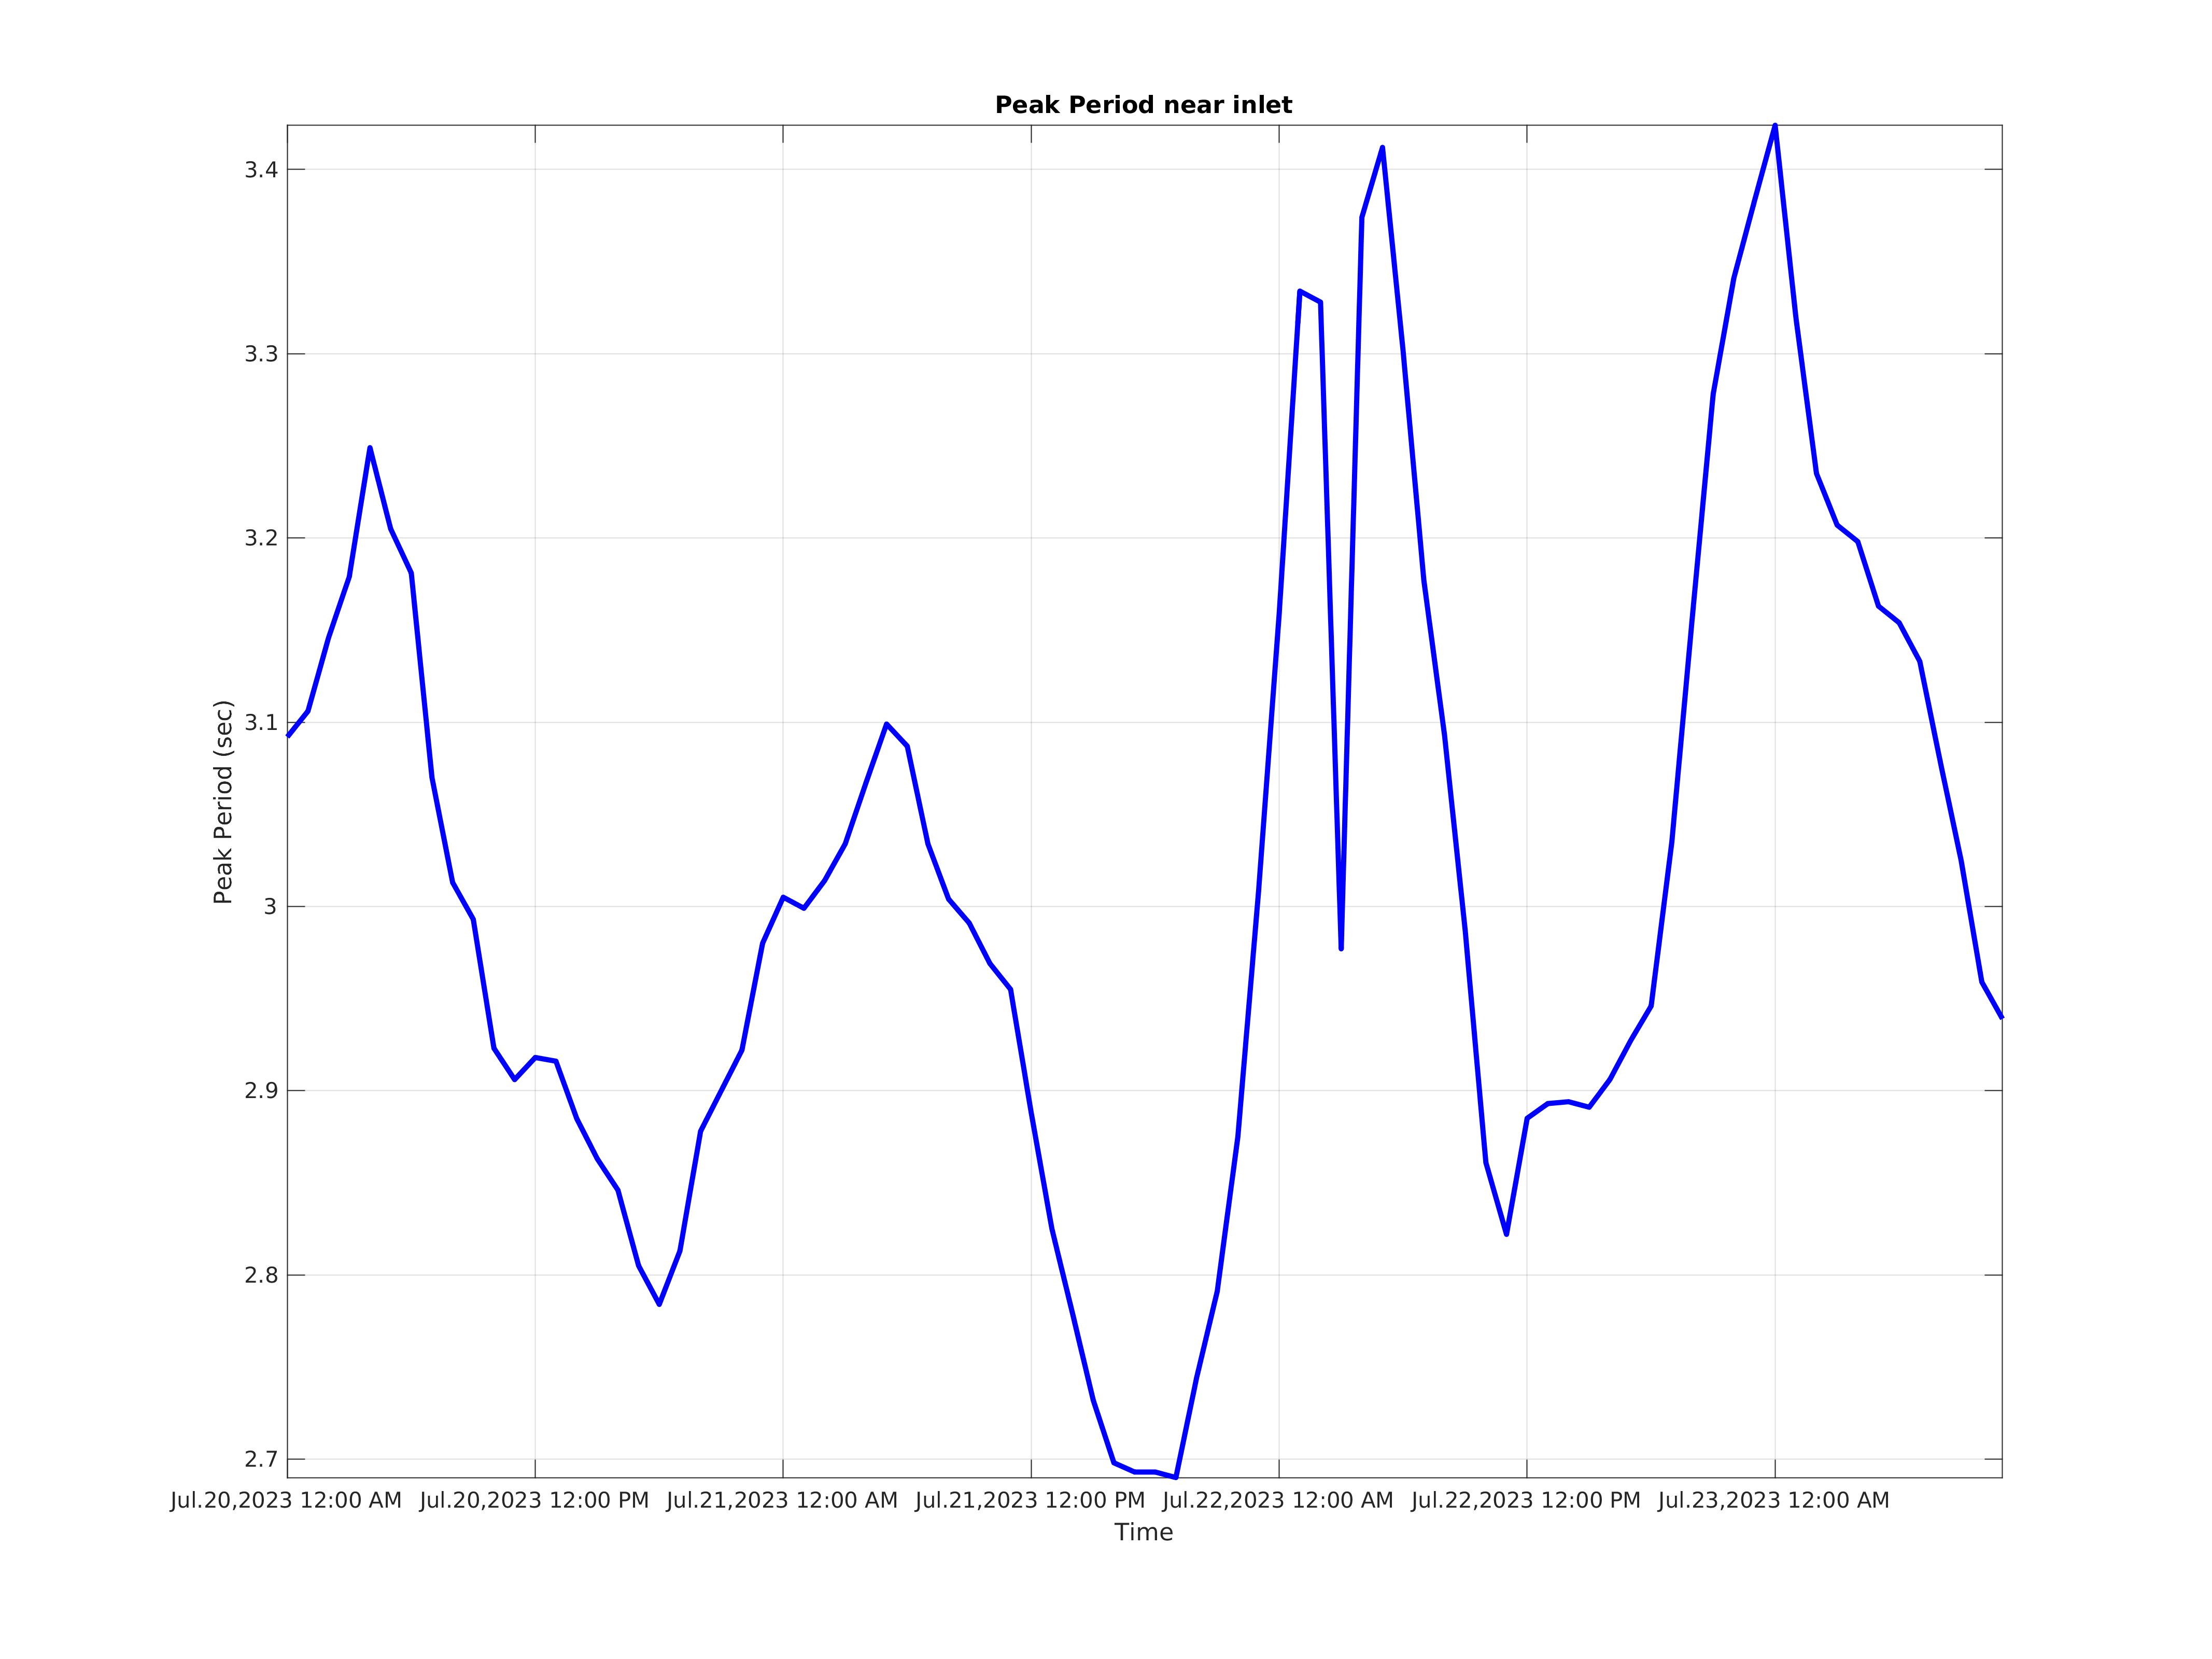 Peak Period near inlet
3.4
3.3
3.2
3.1
3
2.9
2.8
2.7
Peak Period (sec)
Jul.20,2023 12:00 AM Jul.20,2023 12:00 PM Jul.21,2023 12:00 AM Jul.21,2023 12:00 PM Jul.22,2023 12:00 AM Jul.22,2023 12:00 PM Jul.23,2023 12:00 AM
Time